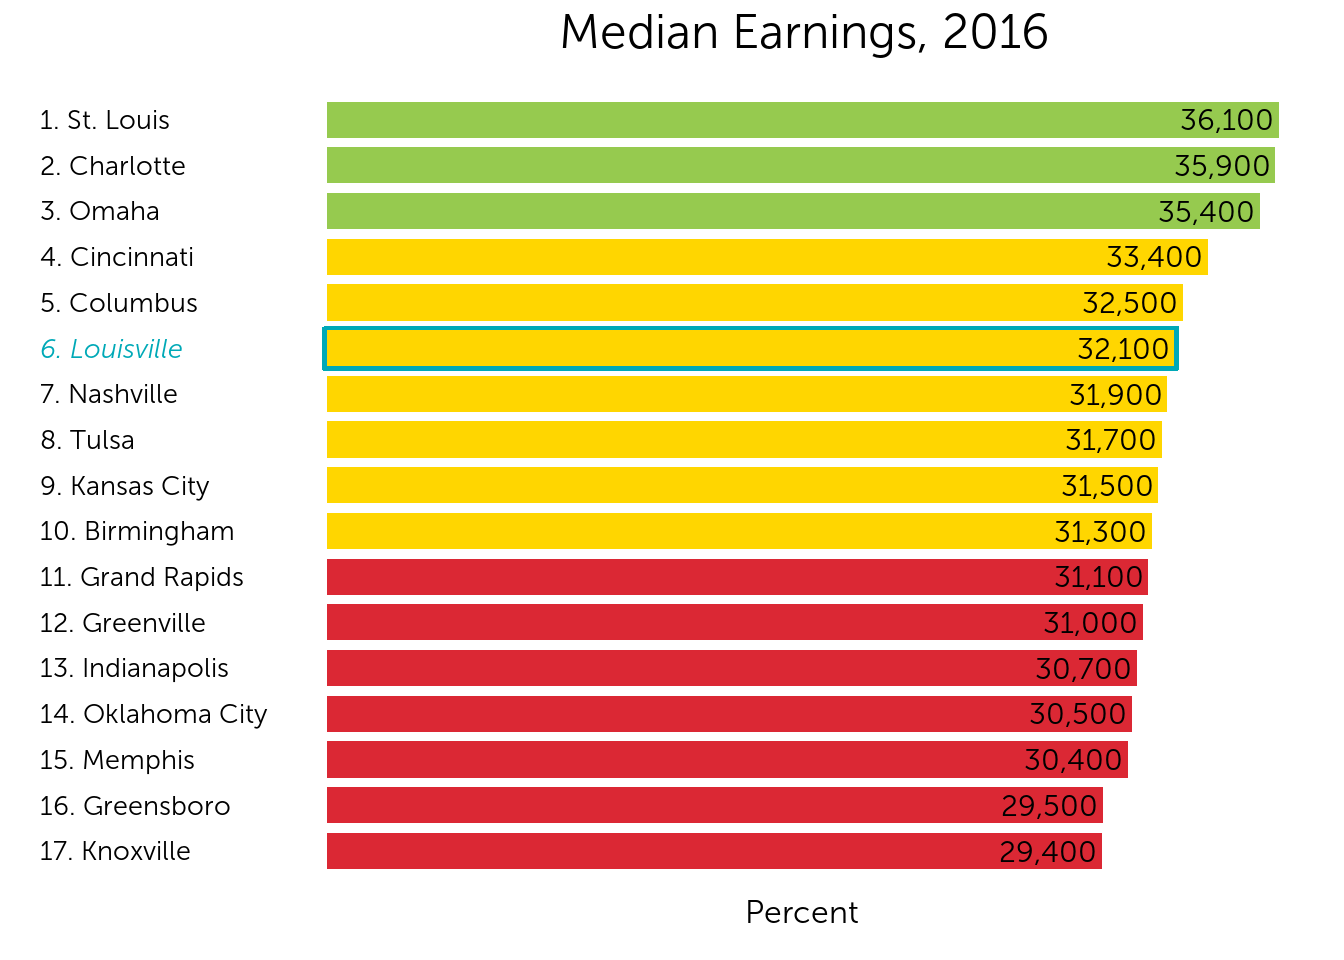 Median Earnings, 2016
1. St. Louis 36,100
2. Charlotte 35,900
3. Omaha 35,400
4. Cincinnati 33,400
5. Columbus 32,500
6. Louisville 32,100
7. Nashville 31,900
8. Tulsa 31,700
9. Kansas City 31,500
10. Birmingham 31,300
11. Grand Rapids 31,100
12. Greenville 31,000
13. Indianapolis 30,700
14. Oklahoma City 30,500
15. Memphis 30,400
16. Greensboro 29,500
17. Knoxville 29,400
Percent